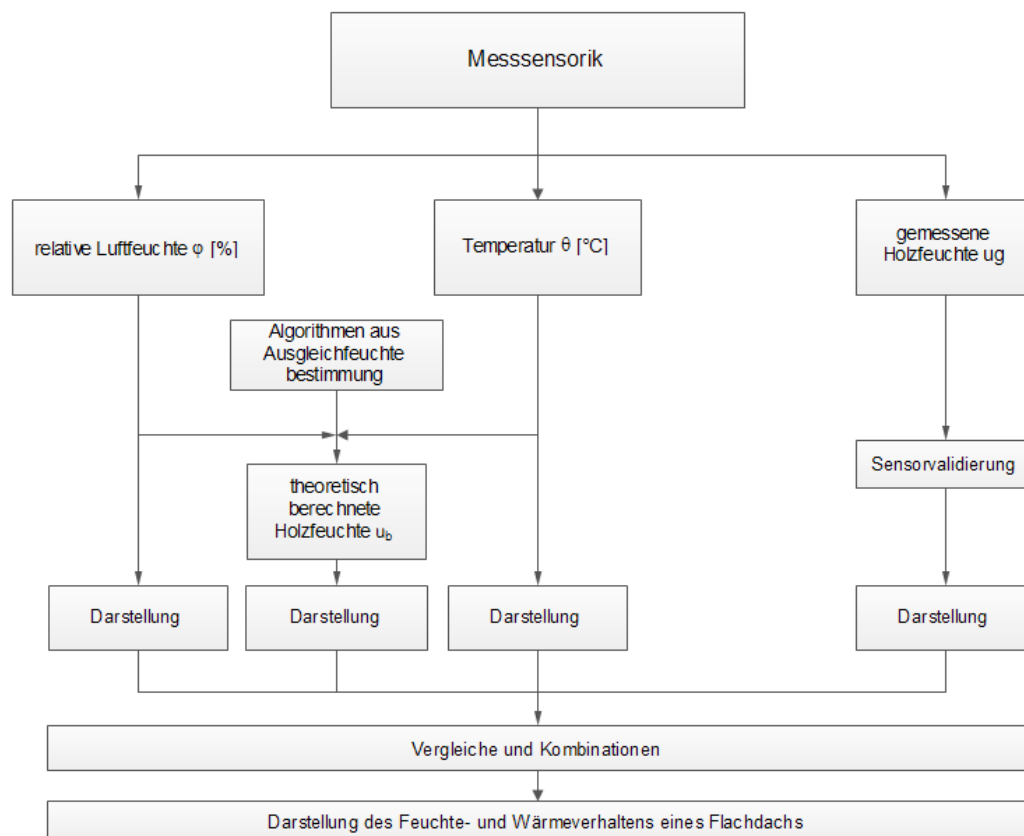 Messsensorik
relative Luftfeuchte φ [%]
Temperatur θ [°C]
gemessene
Holzfeuchte ug
Algorithmen aus
Ausgleichfeuchte
bestimmung
Sensorvalidierung
theoretisch
berechnete
Holzfeuchte u_b
Darstellung
Darstellung
Darstellung
Darstellung
Vergleiche und Kombinationen
Darstellung des Feuchte- und Wärmeverhaltens eines Flachdachs